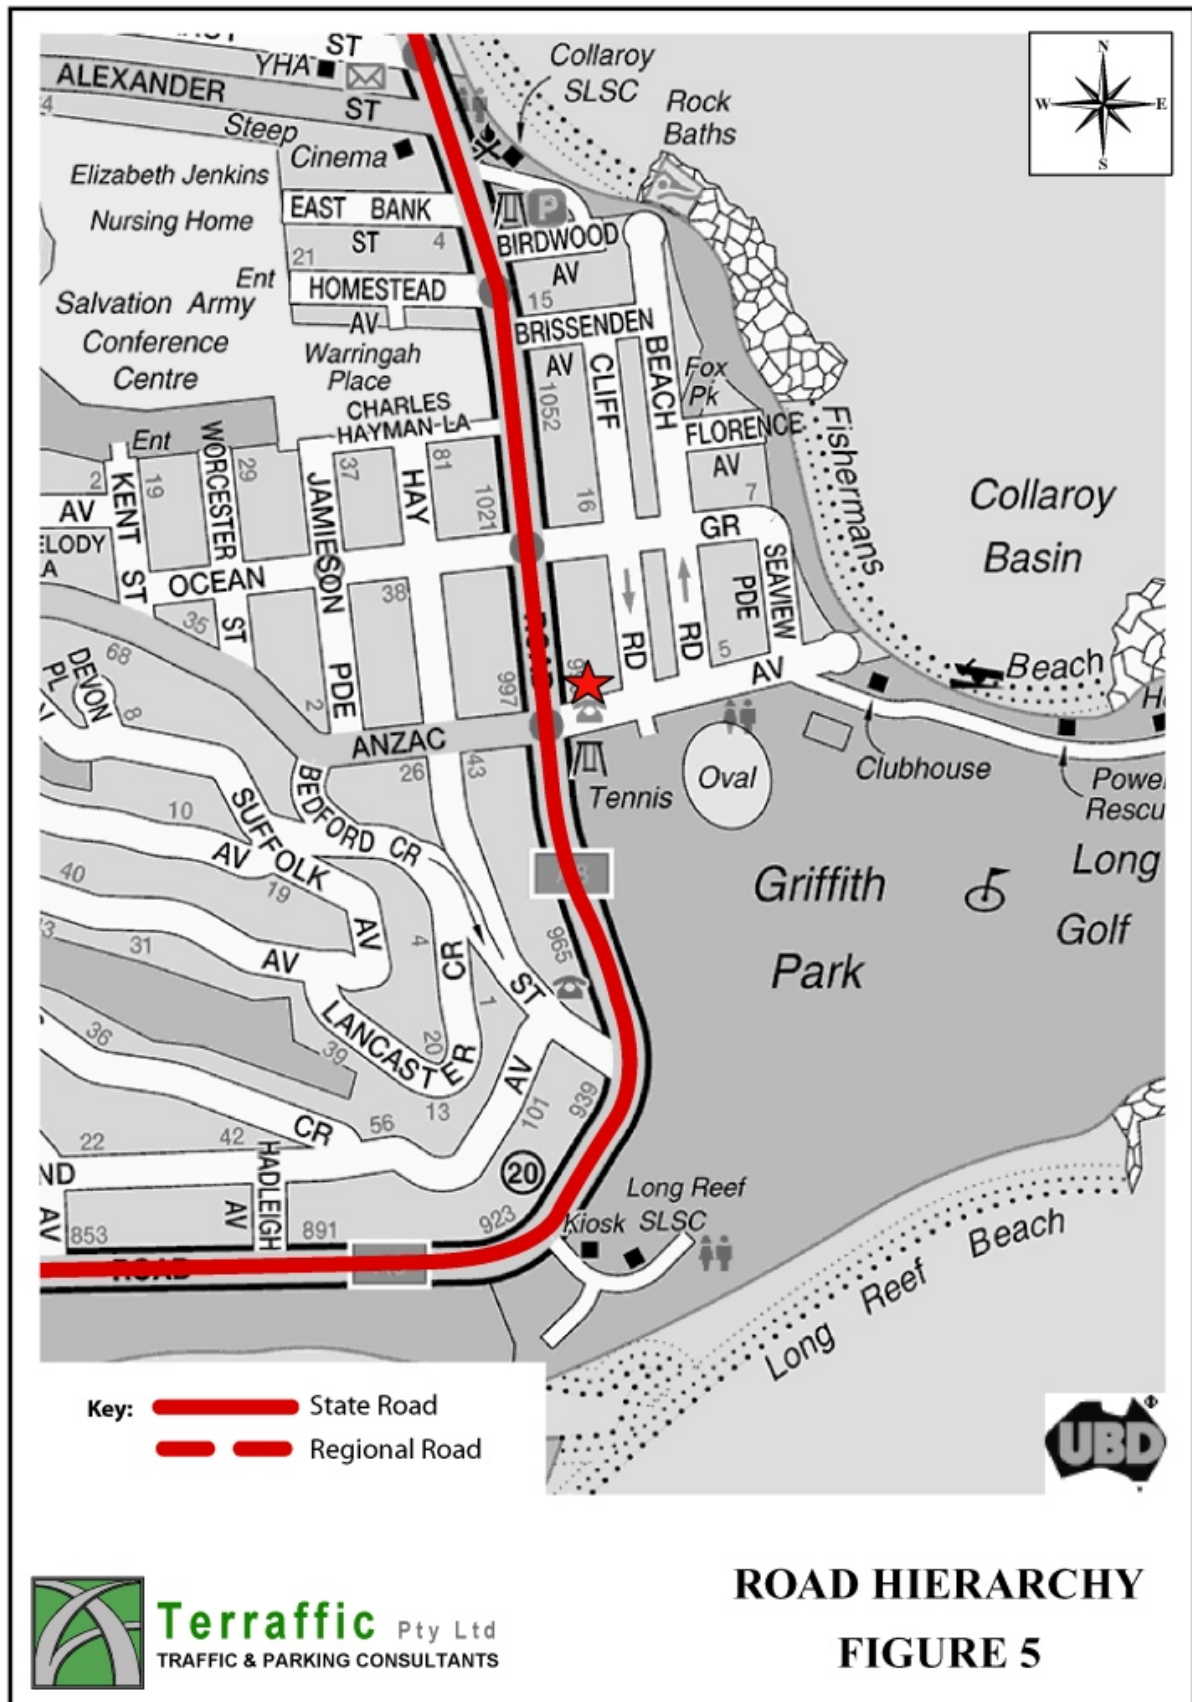 ST
YHA
ALEXANDER
ST
4
Steep
Cinema
Collaroy
SLSC
Rock
Baths
N
W
E
S
Elizabeth Jenkins
Nursing Home
EAST BANK
ST
4
21
P
BIRDWOOD
AV
Ent
HOMESTEAD
AV
15
Salvation Army
Conference
Centre
Warringah
Place
BRISSENDEN
AV
CLIFF
BEACH
1052
Fox
Pk
CHARLES
HAYMAN-LA
FLORENCE
AV
7
Fishermans
Ent
2
KENT
ST
19
WORCESTER
ST
29
JAMIESON
PDE
37
HAY
81
1021
16
AV
GR
Collaroy
Basin
OCEAN
38
35
ROAD
RD
RD
PDE
SEAVIEW
5
AV
Beach
68
DEVON
PL
8
2
997
ANZAC
26
43
Tennis
Oval
Clubhouse
10
SUFFOLK
AV
BEDFORD CR
40
AV
19
Griffith
Park
Long
Golf
31
AV
4
CR
965
1
ST
36
LANCASTER
39
20
13
AV
CR
56
101
939
22
42
HADLEIGH
AV
20
AV
853
891
923
Kiosk
Long Reef
SLSC
ROAD
Long Reef Beach
Key:
State Road
Regional Road
UBD
Terraffic Pty Ltd
TRAFFIC & PARKING CONSULTANTS
ROAD HIERARCHY
FIGURE 5